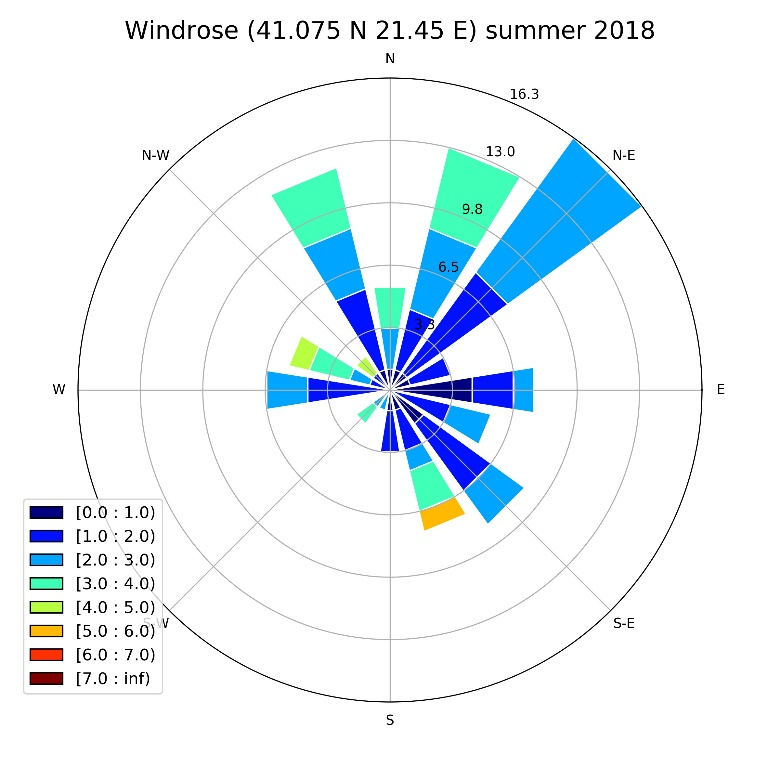 Windrose (41.075 N 21.45 E) summer 2018
N
16.3
N-W
13.0
N-E
9.8
6.5
3.3
W
E
[0.0 : 1.0)
[1.0 : 2.0)
[2.0 : 3.0)
[3.0 : 4.0)
[4.0 : 5.0)
S-W
[5.0 : 6.0)
S-E
[6.0 : 7.0)
[7.0 : inf)
S